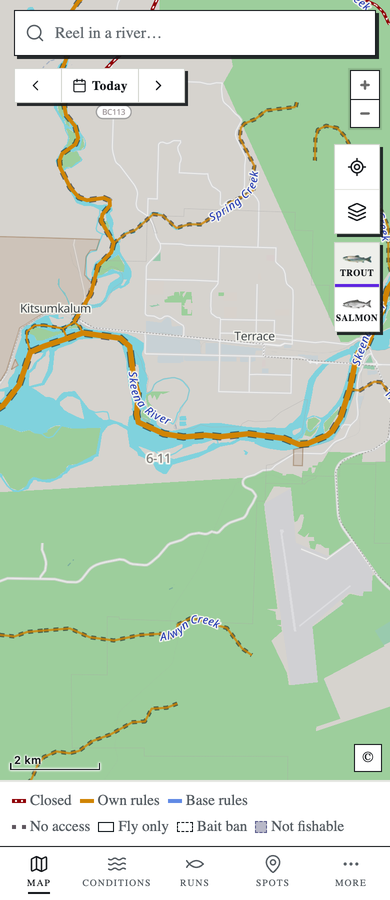 Reel in a river…
Today
BC113
Spring Creek
TROUT
SALMON
Kitsumkalum
Terrace
Skeena River
Skeen
6-11
Alwyn Creek
2 km
©
Closed Own rules Base rules
No access Fly only Bait ban Not fishable
MAP CONDITIONS RUNS SPOTS MORE